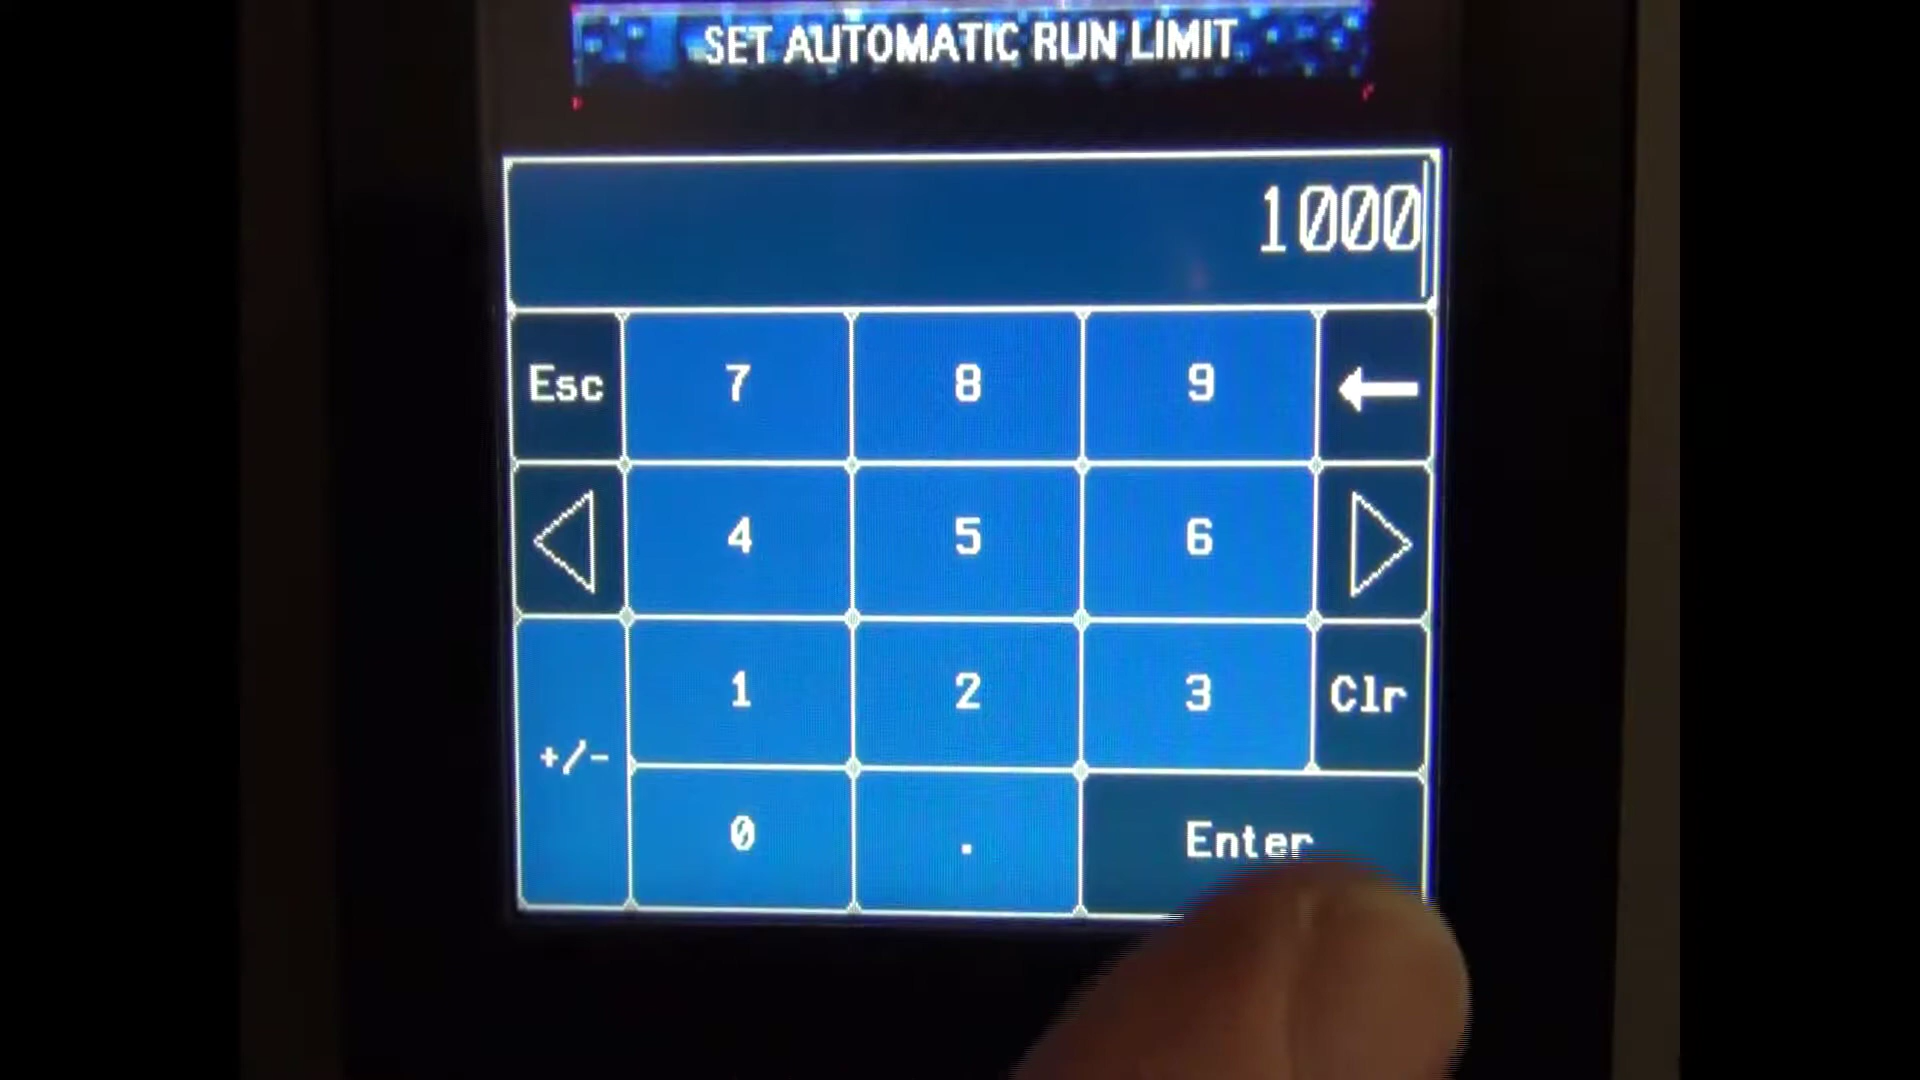 SET AUTOMATIC RUN LIMIT
1000
Esc 7 8 9
4 5 6
1 2 3 Clr
+/-
0 . Enter